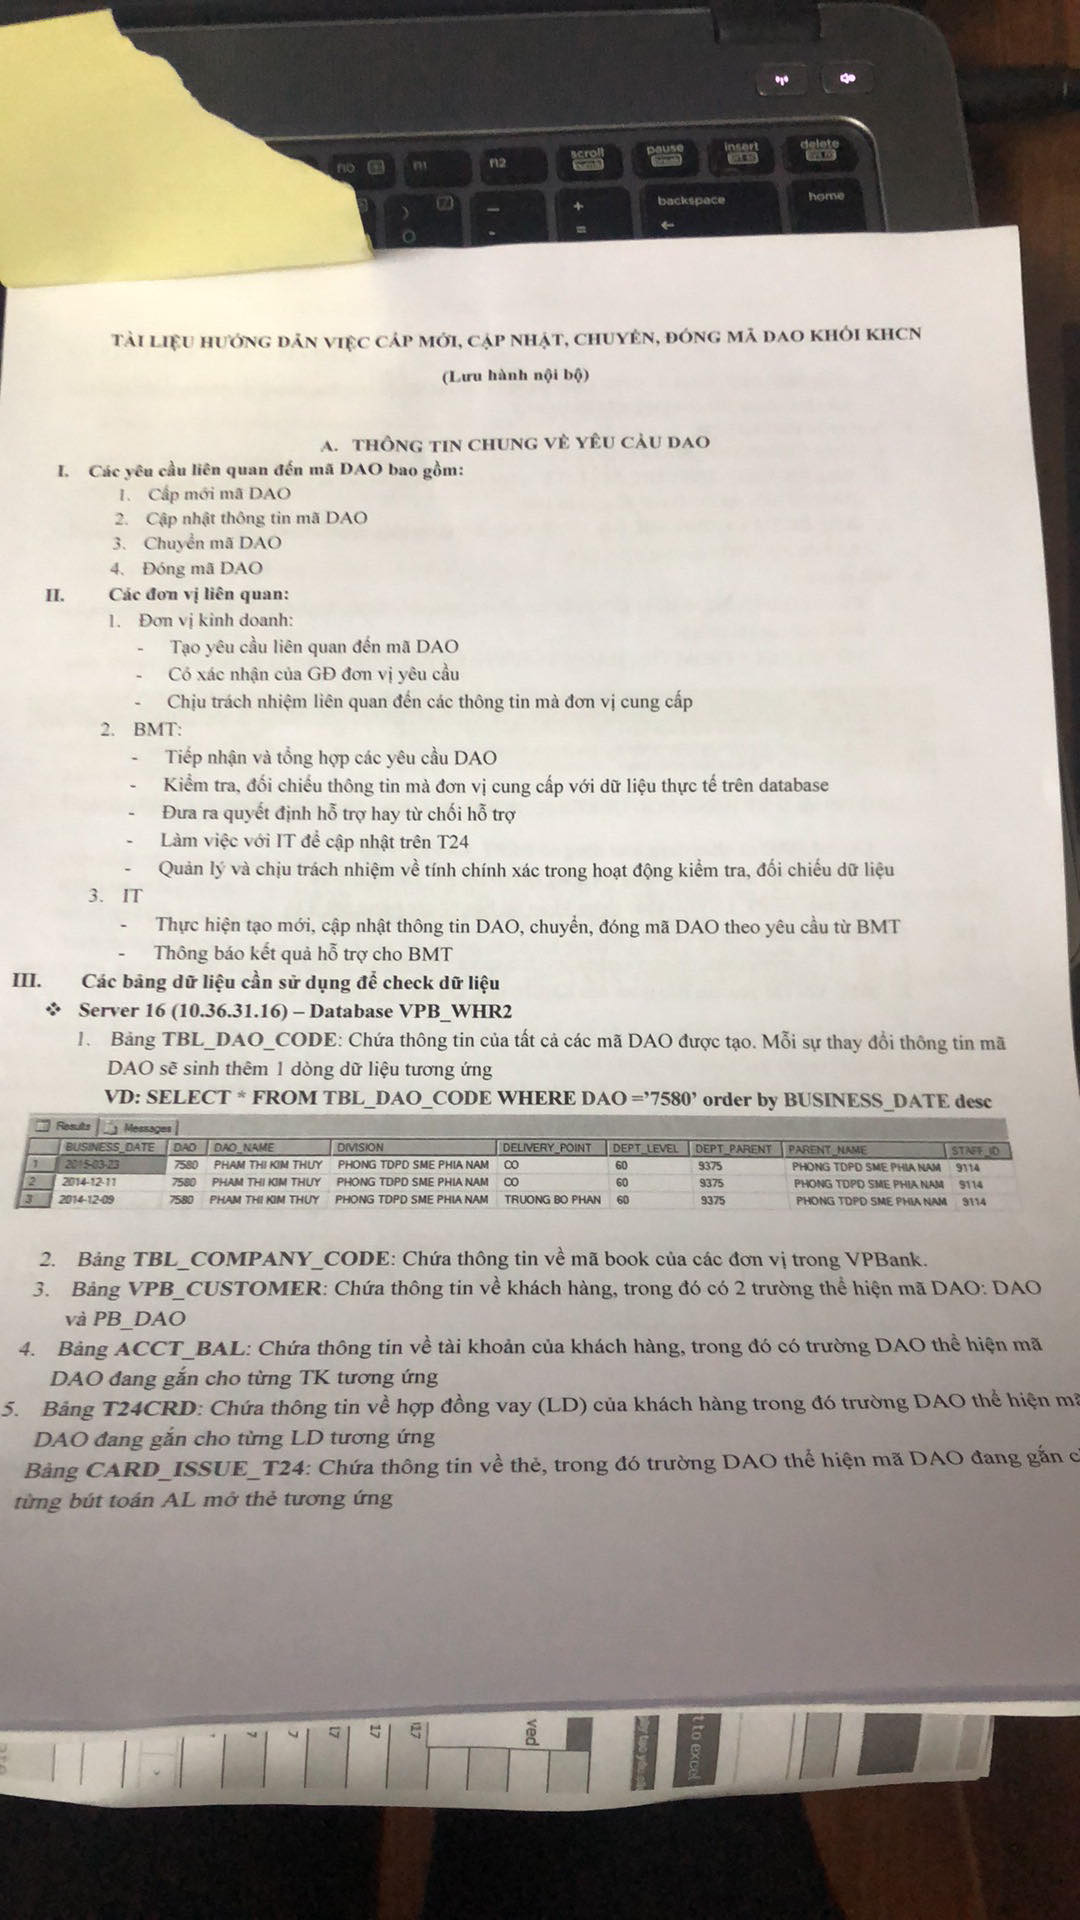 f10
f11
f12
scroll
pause
break
insert
delete
backspace
home
TÀI LIỆU HƯỚNG DẪN VIỆC CẤP MỚI, CẬP NHẬT, CHUYỂN, ĐÓNG MÃ DAO KHỐI KHCN
(Lưu hành nội bộ)
A. THÔNG TIN CHUNG VỀ YÊU CẦU DAO
I. Các yêu cầu liên quan đến mã DAO bao gồm:
1. Cấp mới mã DAO
2. Cập nhật thông tin mã DAO
3. Chuyển mã DAO
4. Đóng mã DAO
II. Các đơn vị liên quan:
1. Đơn vị kinh doanh:
- Tạo yêu cầu liên quan đến mã DAO
- Có xác nhận của GĐ đơn vị yêu cầu
- Chịu trách nhiệm liên quan đến các thông tin mà đơn vị cung cấp
2. BMT:
- Tiếp nhận và tổng hợp các yêu cầu DAO
- Kiểm tra, đối chiếu thông tin mà đơn vị cung cấp với dữ liệu thực tế trên database
- Đưa ra quyết định hỗ trợ hay từ chối hỗ trợ
- Làm việc với IT để cập nhật trên T24
- Quản lý và chịu trách nhiệm về tính chính xác trong hoạt động kiểm tra, đối chiếu dữ liệu
3. IT
- Thực hiện tạo mới, cập nhật thông tin DAO, chuyển, đóng mã DAO theo yêu cầu từ BMT
- Thông báo kết quả hỗ trợ cho BMT
III. Các bảng dữ liệu cần sử dụng để check dữ liệu
❖ Server 16 (10.36.31.16) – Database VPB_WHR2
1. Bảng TBL_DAO_CODE: Chứa thông tin của tất cả các mã DAO được tạo. Mỗi sự thay đổi thông tin mã
DAO sẽ sinh thêm 1 dòng dữ liệu tương ứng
VD: SELECT * FROM TBL_DAO_CODE WHERE DAO ='7580' order by BUSINESS_DATE desc
Results Messages
BUSINESS_DATE DAO DAO_NAME DIVISION DELIVERY_POINT DEPT_LEVEL DEPT_PARENT PARENT_NAME STAFF_ID
1 2015-03-23 7580 PHAM THI KIM THUY PHONG TDPD SME PHIA NAM CO 60 9375 PHONG TDPD SME PHIA NAM 9114
2 2014-12-11 7580 PHAM THI KIM THUY PHONG TDPD SME PHIA NAM CO 60 9375 PHONG TDPD SME PHIA NAM 9114
3 2014-12-09 7580 PHAM THI KIM THUY PHONG TDPD SME PHIA NAM TRUONG BO PHAN 60 9375 PHONG TDPD SME PHIA NAM 9114
2. Bảng TBL_COMPANY_CODE: Chứa thông tin về mã book của các đơn vị trong VPBank.
3. Bảng VPB_CUSTOMER: Chứa thông tin về khách hàng, trong đó có 2 trường thể hiện mã DAO: DAO
và PB_DAO
4. Bảng ACCT_BAL: Chứa thông tin về tài khoản của khách hàng, trong đó có trường DAO thể hiện mã
DAO đang gắn cho từng TK tương ứng
5. Bảng T24CRD: Chứa thông tin về hợp đồng vay (LD) của khách hàng trong đó trường DAO thể hiện mã
DAO đang gắn cho từng LD tương ứng
Bảng CARD_ISSUE_T24: Chứa thông tin về thẻ, trong đó trường DAO thể hiện mã DAO đang gắn
từng bút toán AL mở thẻ tương ứng
ved
t to excel